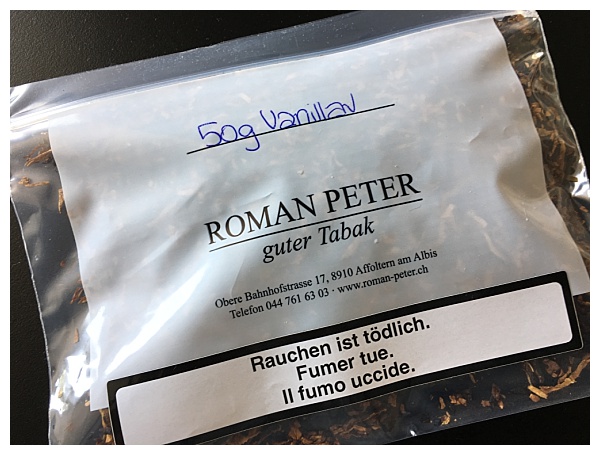 50g Vanillav
ROMAN PETER
guter Tabak
Obere Bahnhofstrasse 17, 8910 Affoltern am Albis
Telefon 044 761 63 03 · www.roman-peter.ch
Rauchen ist tödlich.
Fumer tue.
Il fumo uccide.